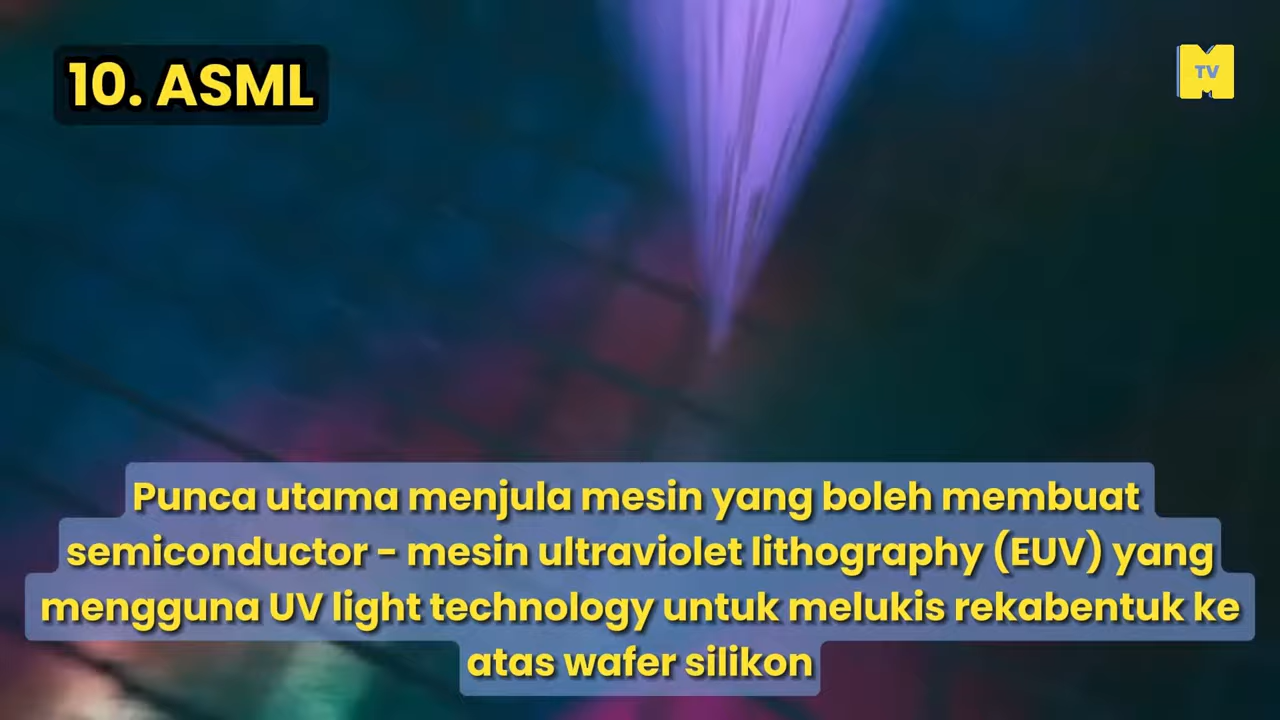 10. ASML
TV
Punca utama menjula mesin yang boleh membuat
semiconductor - mesin ultraviolet lithography (EUV) yang
mengguna UV light technology untuk melukis rekabentuk ke
atas wafer silikon